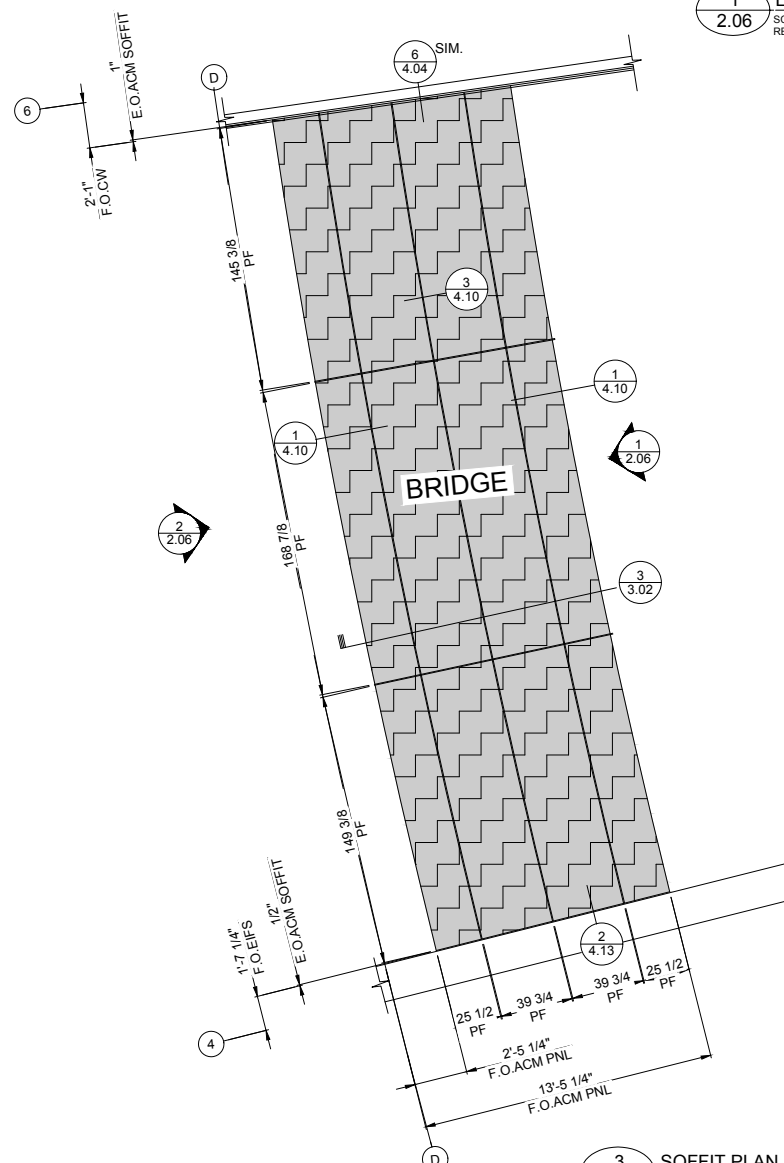 1
2.06
6
4.04
SIM.
D
6
1"
E.O.ACM SOFFIT
2'-1"
F.O.CW
145 3/8
PF
3
4.10
1
4.10
1
4.10
1
2.06
BRIDGE
2
2.06
168 7/8
PF
3
3.02
149 3/8
PF
1/2"
E.O.ACM SOFFIT
1'-7 1/4"
F.O.EIFS
2
4.13
4
25 1/2
PF
39 3/4
PF
39 3/4
PF
25 1/2
PF
2'-5 1/4"
F.O.ACM PNL
13'-5 1/4"
F.O.ACM PNL
D
3
SOFFIT PLAN